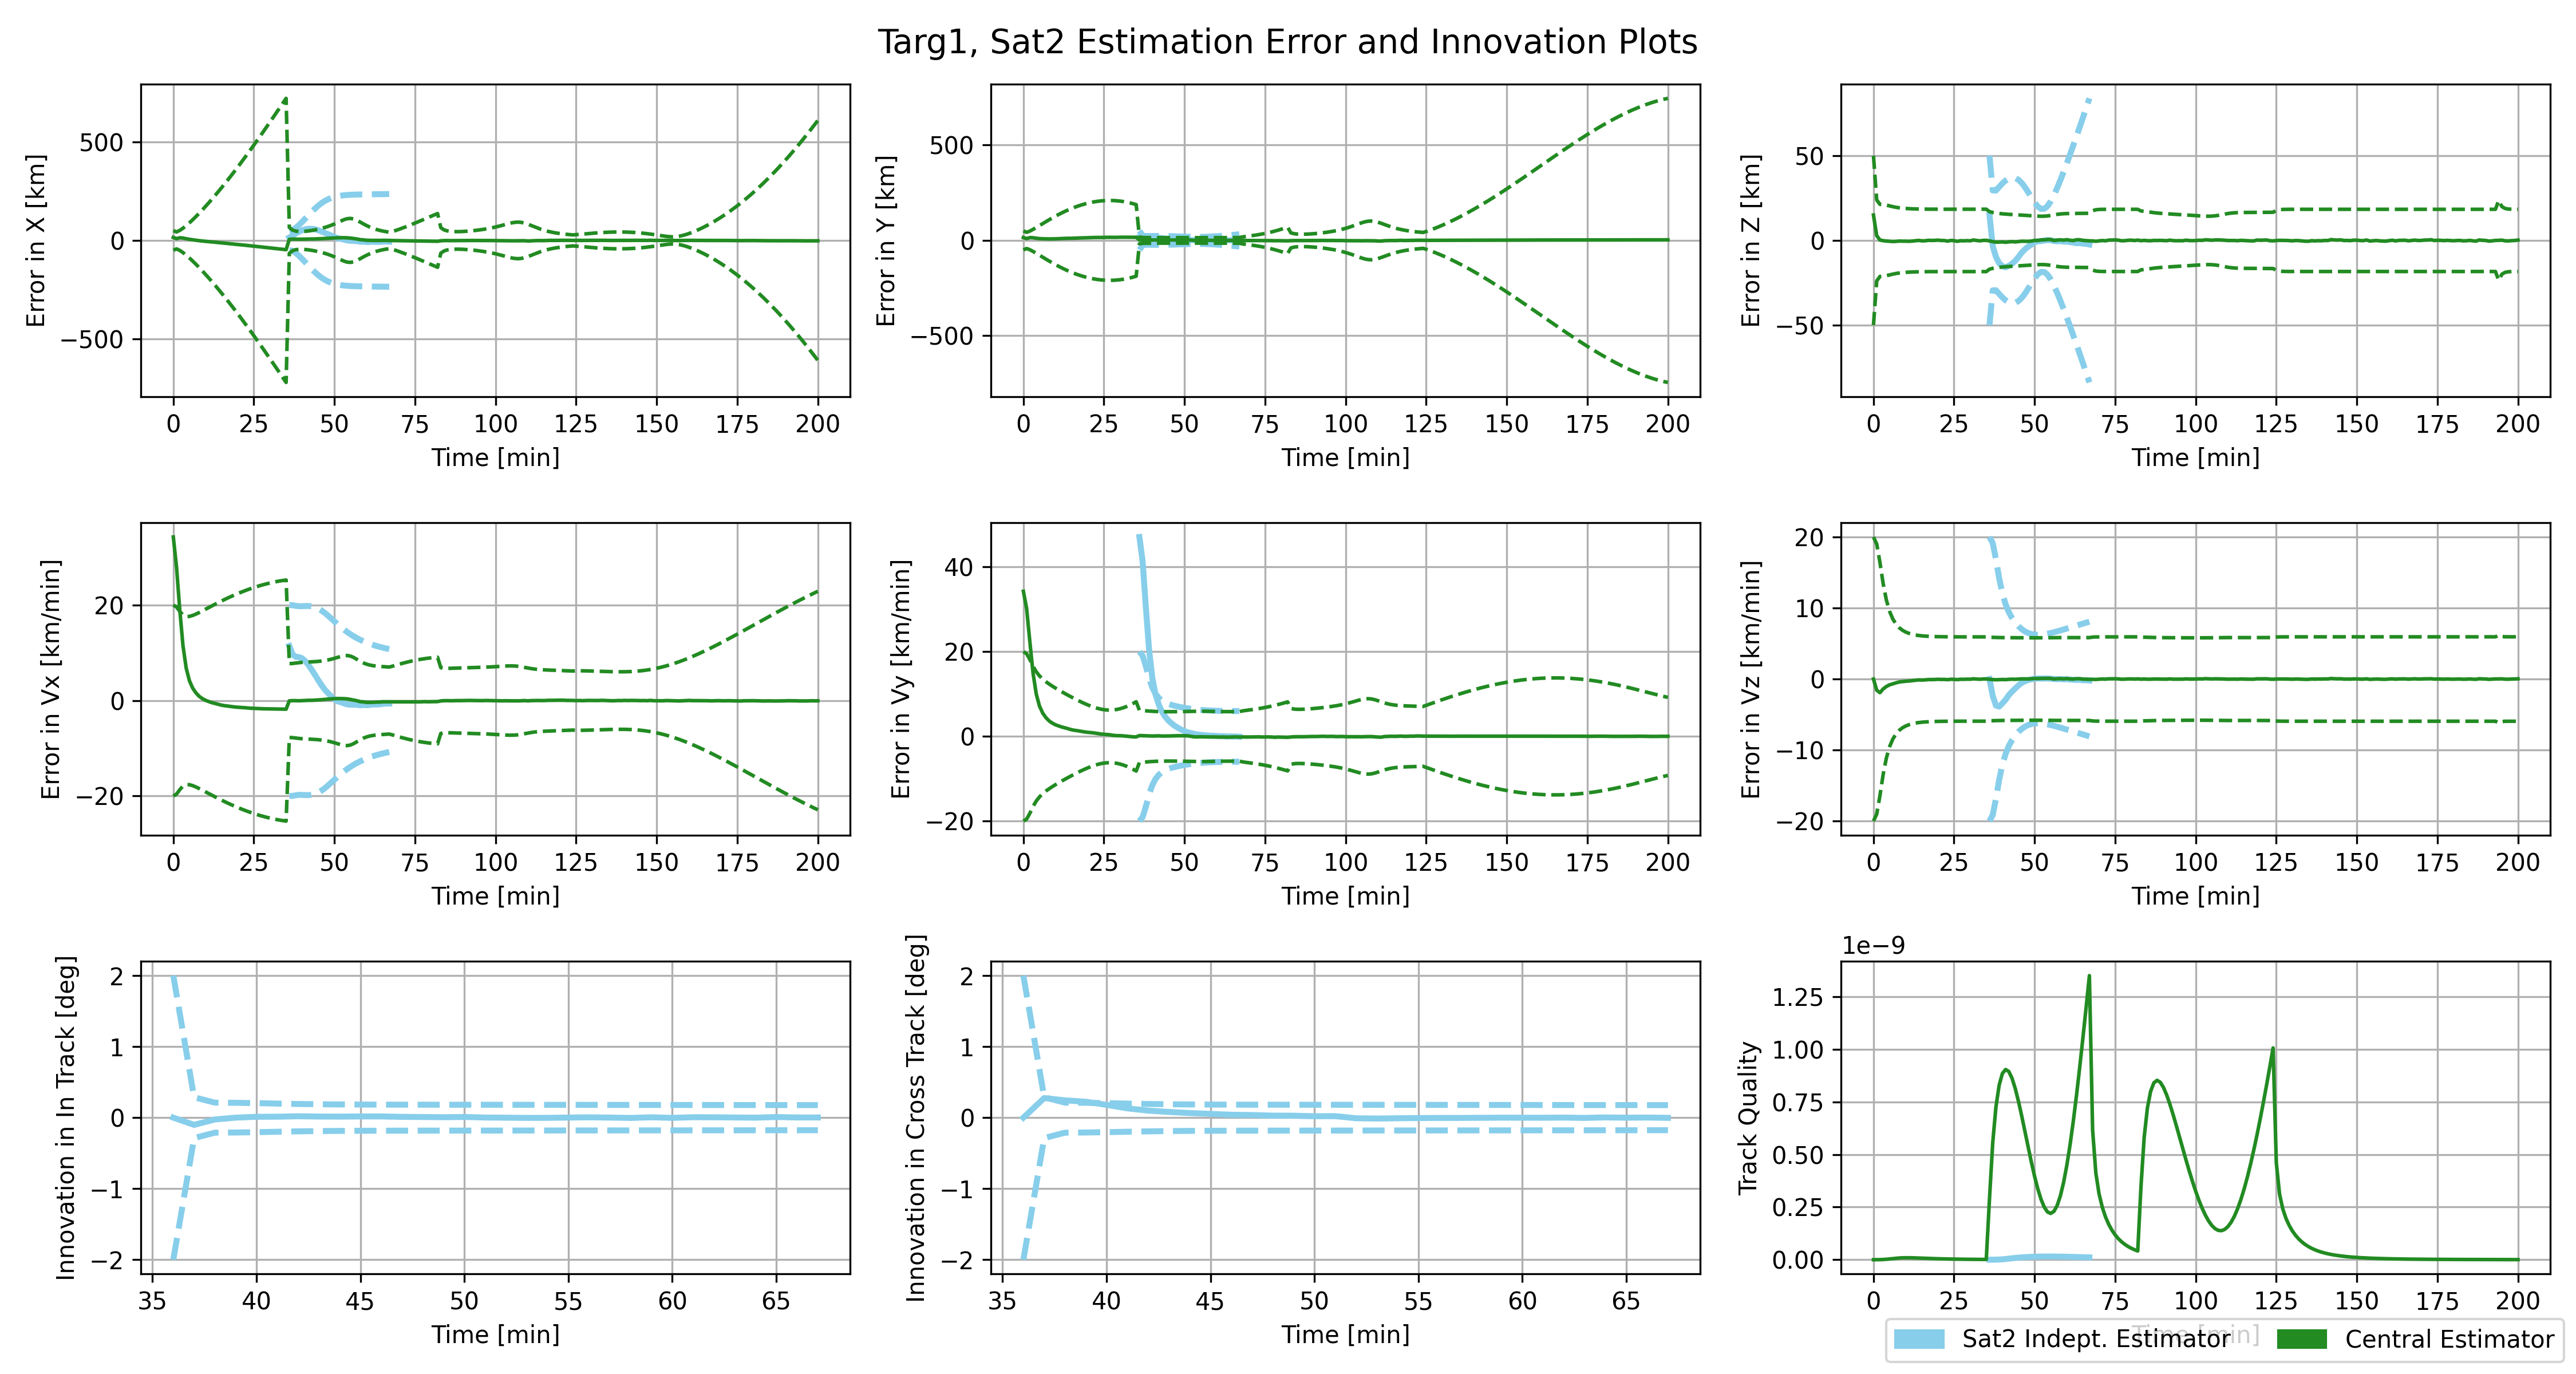 Targ1, Sat2 Estimation Error and Innovation Plots
Error in X [km]
500
0
−500
0 25 50 75 100 125 150 175 200
Time [min]
Error in Y [km]
500
0
−500
0 25 50 75 100 125 150 175 200
Time [min]
Error in Z [km]
50
0
−50
0 25 50 75 100 125 150 175 200
Time [min]
Error in Vx [km/min]
20
0
−20
0 25 50 75 100 125 150 175 200
Time [min]
Error in Vy [km/min]
40
20
0
−20
0 25 50 75 100 125 150 175 200
Time [min]
Error in Vz [km/min]
20
10
0
−10
−20
0 25 50 75 100 125 150 175 200
Time [min]
Innovation in In Track [deg]
2
1
0
−1
−2
35 40 45 50 55 60 65
Time [min]
Innovation in Cross Track [deg]
2
1
0
−1
−2
35 40 45 50 55 60 65
Time [min]
1e−9
Track Quality
1.25
1.00
0.75
0.50
0.25
0.00
0 25 50 75 100 125 150 175 200
Time [min]
Sat2 Indept. Estimator
Central Estimator